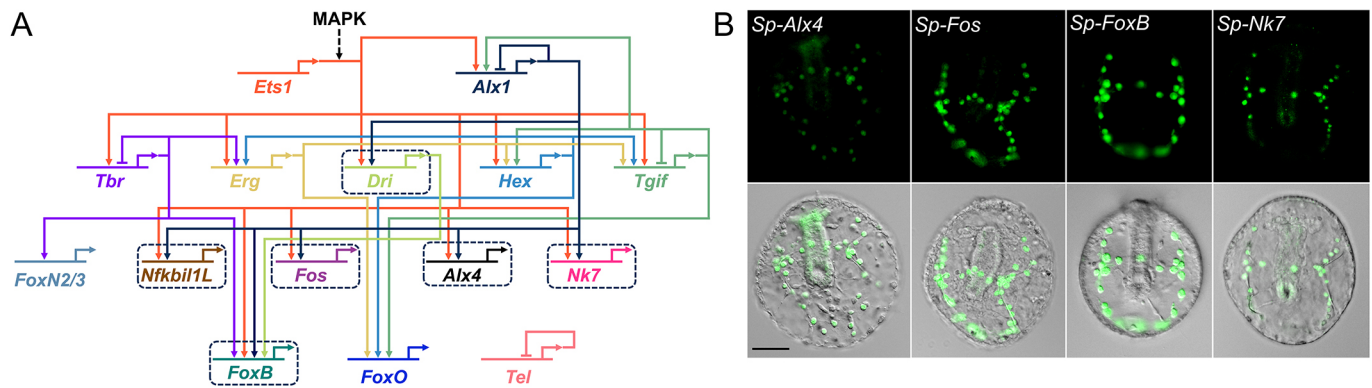 A
MAPK
Ets1
Alx1
Tbr
Erg
Dri
Hex
Tgif
FoxN2/3
Nfkbil1L
Fos
Alx4
Nk7
FoxB
FoxO
Tel
B
Sp-Alx4
Sp-Fos
Sp-FoxB
Sp-Nk7